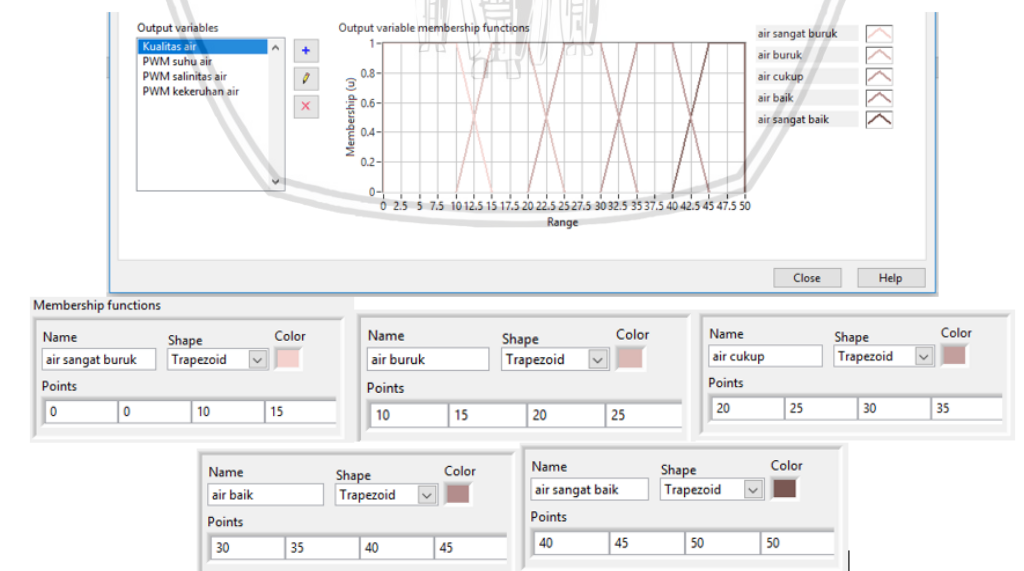 Output variables
Kualitas air
PWM suhu air
PWM salinitas air
PWM kekeruhan air
Output variable membership functions
Membership (u)
1
0.8
0.6
0.4
0.2
0
0 2.5 5 7.5 10 12.5 15 17.5 20 22.5 25 27.5 30 32.5 35 37.5 40 42.5 45 47.5 50
Range
air sangat buruk
air buruk
air cukup
air baik
air sangat baik
Close Help
Membership functions
Name Shape Color
air sangat buruk Trapezoid
Points
0 0 10 15
Name Shape Color
air buruk Trapezoid
Points
10 15 20 25
Name Shape Color
air cukup Trapezoid
Points
20 25 30 35
Name Shape Color
air baik Trapezoid
Points
30 35 40 45
Name Shape Color
air sangat baik Trapezoid
Points
40 45 50 50